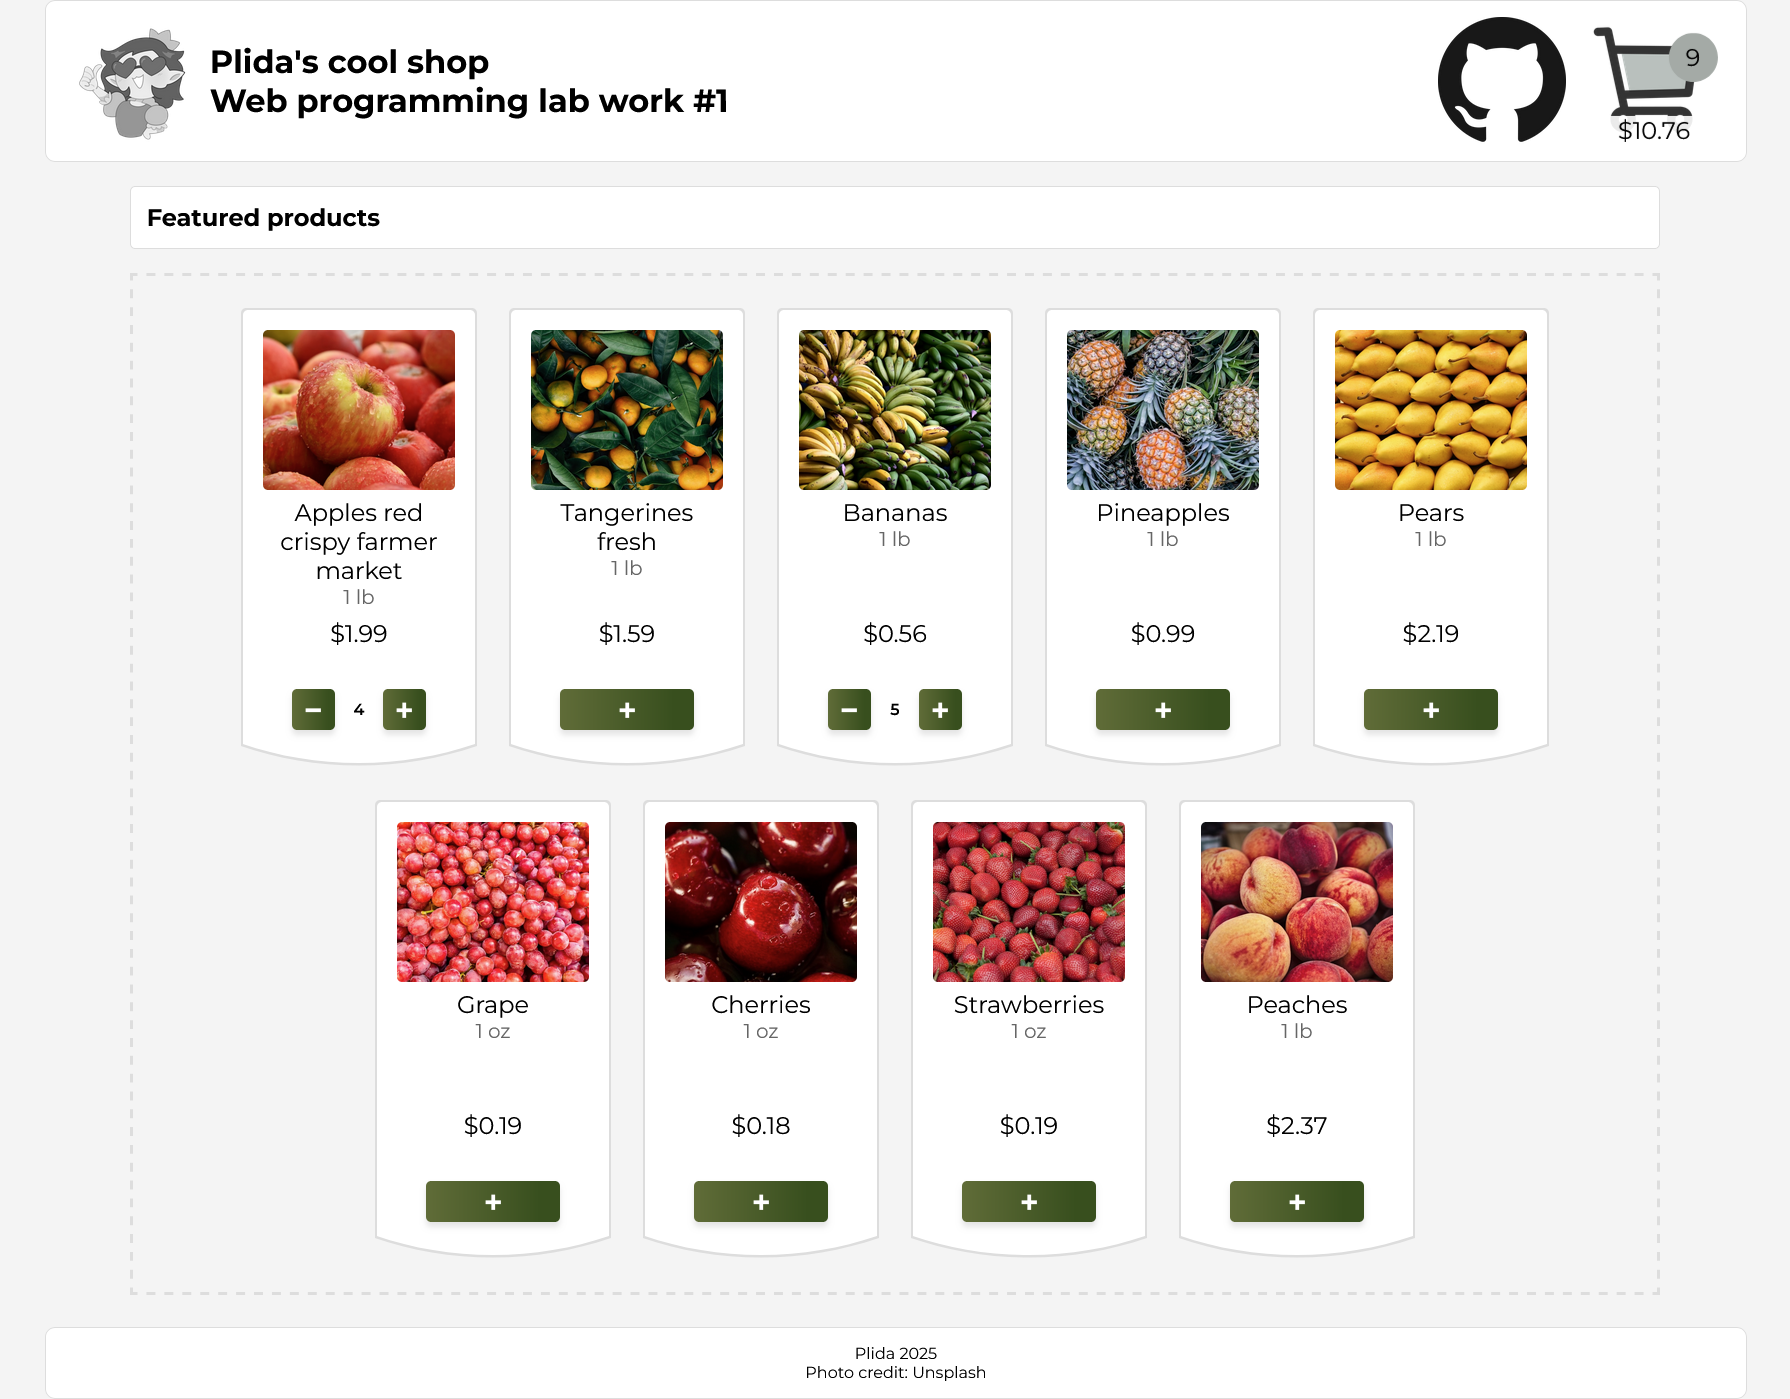 Plida's cool shop
Web programming lab work #1
9
$10.76
Featured products
Apples red
crispy farmer
market
1 lb
$1.99
− 4 +
Tangerines
fresh
1 lb
$1.59
+
Bananas
1 lb
$0.56
− 5 +
Pineapples
1 lb
$0.99
+
Pears
1 lb
$2.19
+
Grape
1 oz
$0.19
+
Cherries
1 oz
$0.18
+
Strawberries
1 oz
$0.19
+
Peaches
1 lb
$2.37
+
Plida 2025
Photo credit: Unsplash